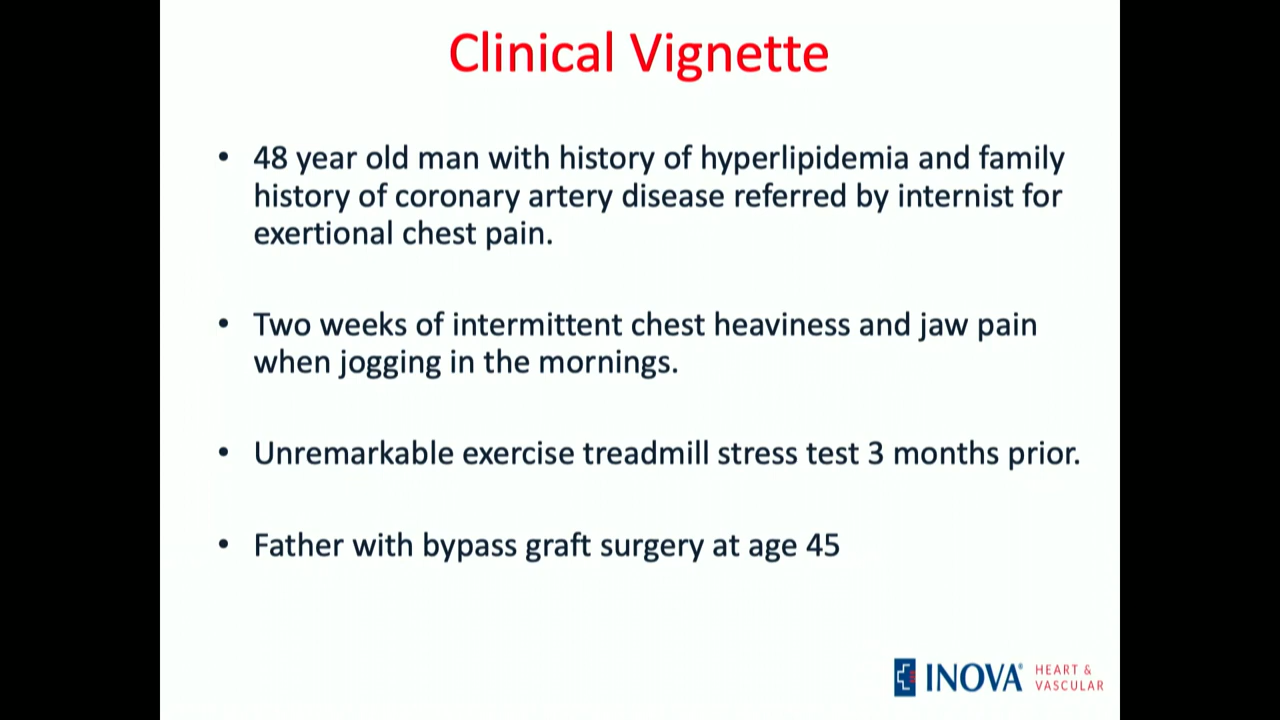 Clinical Vignette
• 48 year old man with history of hyperlipidemia and family
history of coronary artery disease referred by internist for
exertional chest pain.
• Two weeks of intermittent chest heaviness and jaw pain
when jogging in the mornings.
• Unremarkable exercise treadmill stress test 3 months prior.
• Father with bypass graft surgery at age 45
INOVA® HEART &
VASCULAR